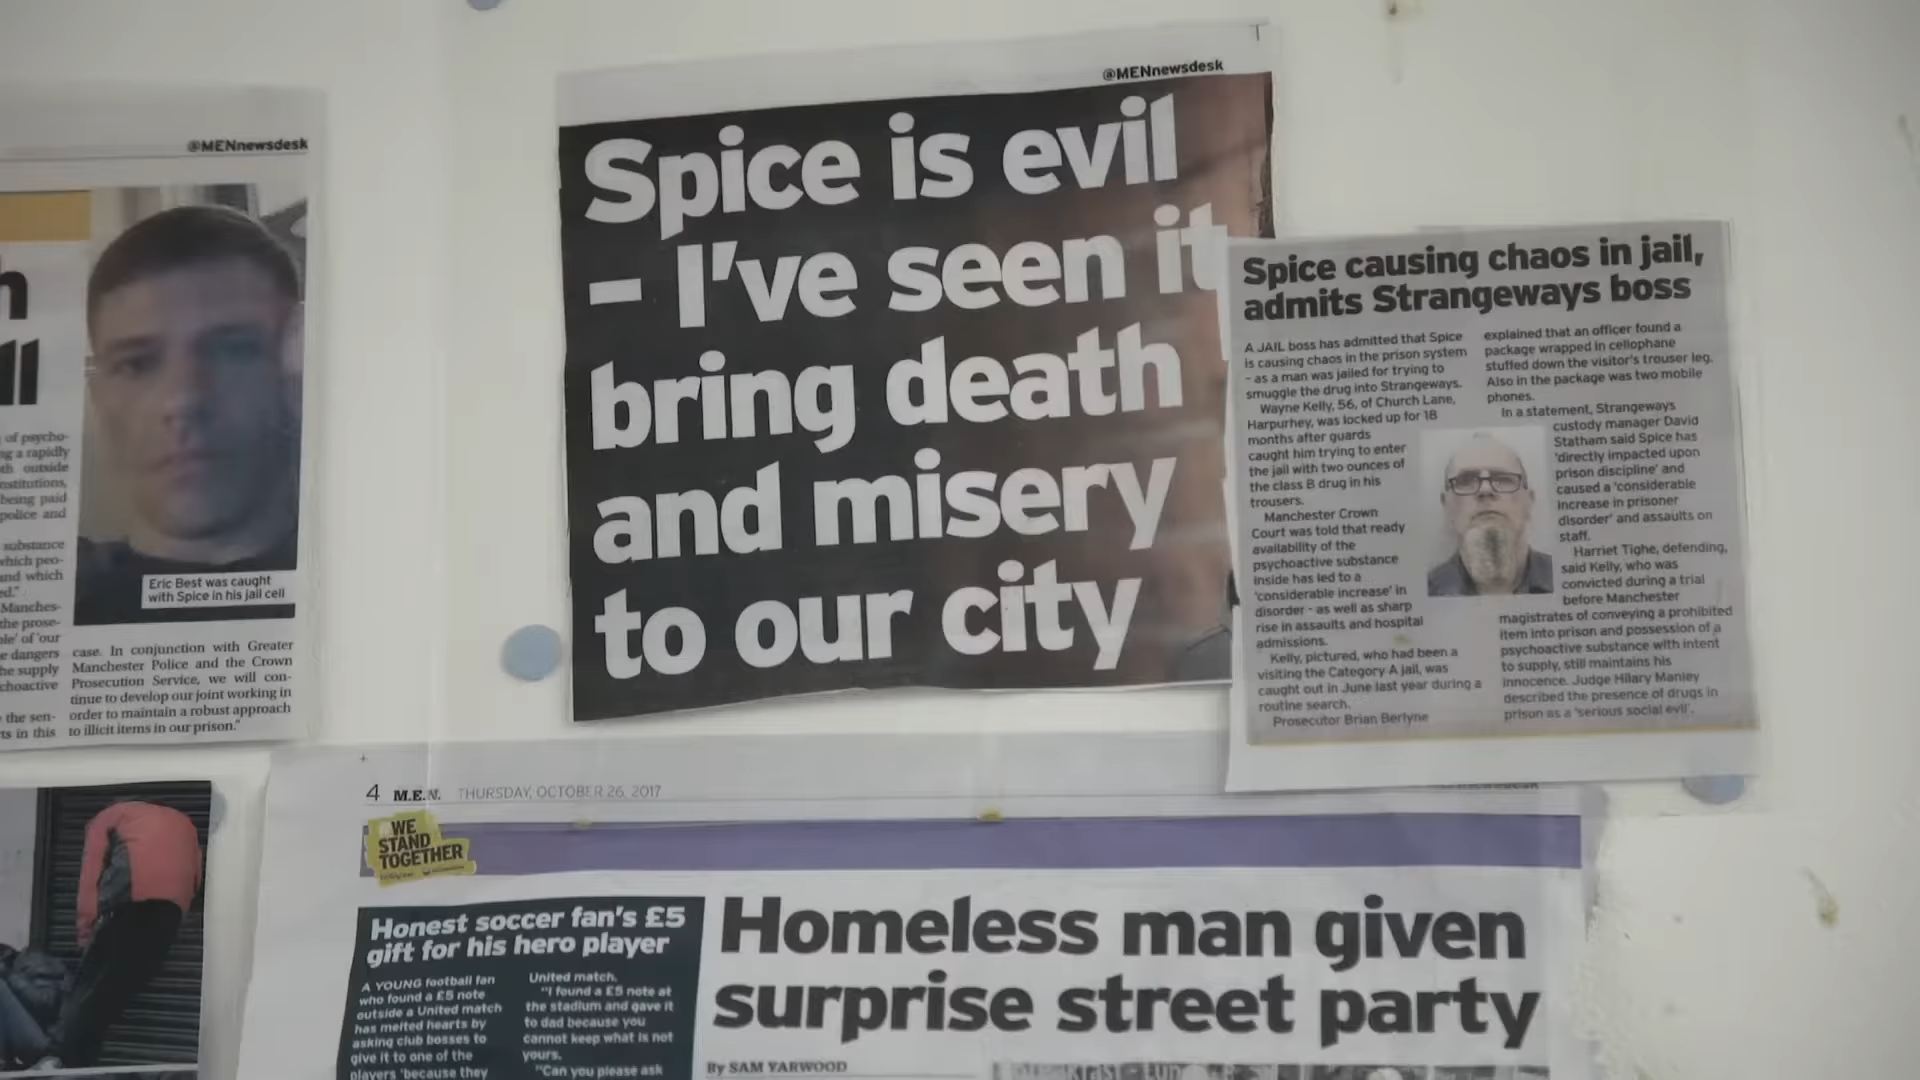 @MENnewsdesk
of psycho-
ng a rapidly
th outside
nstitutions,
being paid
police and
substance
which peo-
and which
ed."
Manches-
the prose-
ble' of 'our
e dangers
he supply
choactive
the sen-
ts in this
Eric Best was caught
with Spice in his jail cell
case. In conjunction with Greater
Manchester Police and the Crown
Prosecution Service, we will con-
tinue to develop our joint working in
order to maintain a robust approach
to illicit items in our prison."
@MENnewsdesk
Spice is evil
– I've seen it
bring death
and misery
to our city
Spice causing chaos in jail,
admits Strangeways boss
A JAIL boss has admitted that Spice
is causing chaos in the prison system
- as a man was jailed for trying to
smuggle the drug into Strangeways.
Wayne Kelly, 56, of Church Lane,
Harpurhey, was locked up for 18
months after guards
caught him trying to enter
the jail with two ounces of
the class B drug in his
trousers.
Manchester Crown
Court was told that ready
availability of the
psychoactive substance
inside has led to a
'considerable increase' in
disorder - as well as sharp
rise in assaults and hospital
admissions.
Kelly, pictured, who had been a
visiting the Category A jail, was
caught out in June last year during a
routine search.
Prosecutor Brian Berlyne
explained that an officer found a
package wrapped in cellophane
stuffed down the visitor's trouser leg.
Also in the package was two mobile
phones.
In a statement, Strangeways
custody manager David
Statham said Spice has
'directly impacted upon
prison discipline' and
caused a 'considerable
increase in prisoner
disorder' and assaults on
staff.
Harriet Tighe, defending,
said Kelly, who was
convicted during a trial
before Manchester
magistrates of conveying a prohibited
item into prison and possession of a
psychoactive substance with intent
to supply, still maintains his
innocence. Judge Hilary Manley
described the presence of drugs in
prison as a 'serious social evil'.
4 M.E.N. THURSDAY, OCTOBER 26, 2017
#WE
STAND
TOGETHER
Honest soccer fan's £5
gift for his hero player
A YOUNG football fan
who found a £5 note
outside a United match
has melted hearts by
asking club bosses to
give it to one of the
players 'because they
United match.
"I found a £5 note at
the stadium and gave it
to dad because you
cannot keep what is not
yours.
"Can you please ask
Homeless man given
surprise street party
By SAM YARWOOD